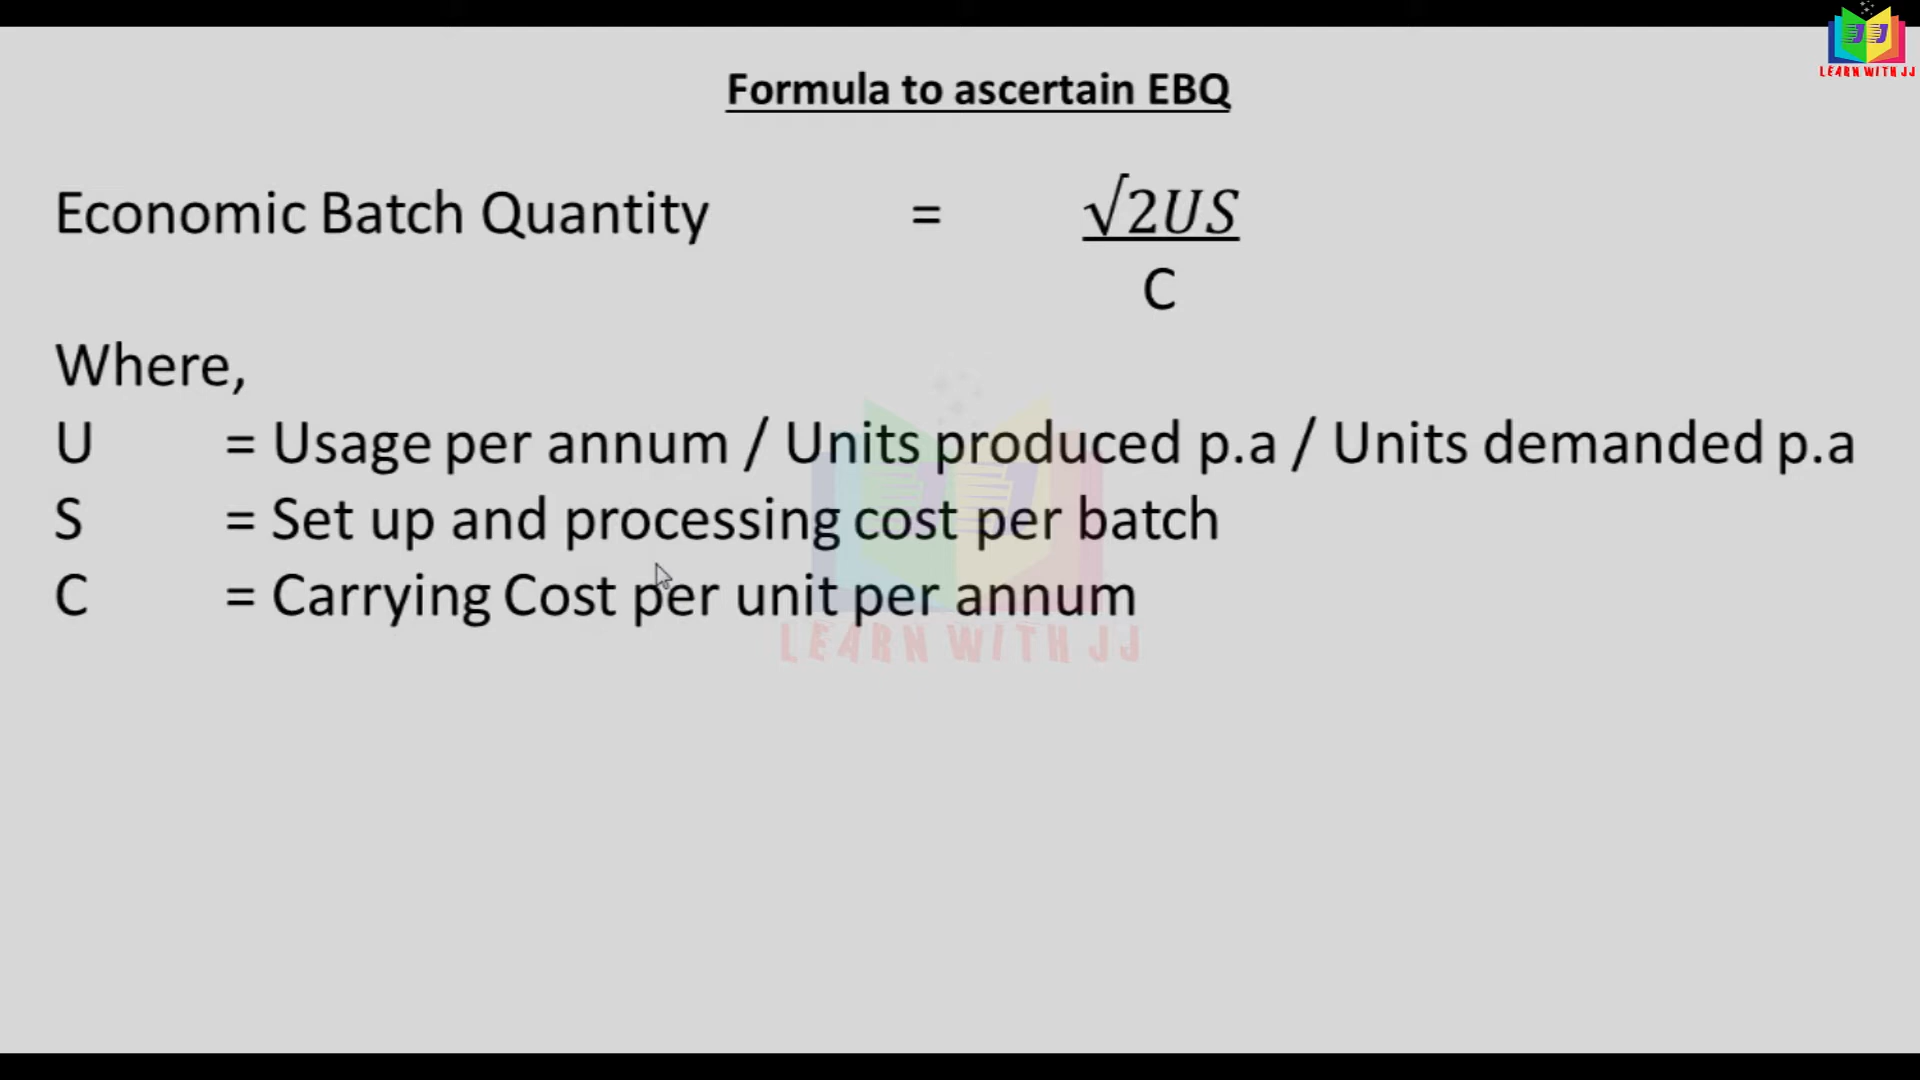 LEARN WITH JJ
Formula to ascertain EBQ
Economic Batch Quantity = √2US
C
Where,
U = Usage per annum / Units produced p.a / Units demanded p.a
S = Set up and processing cost per batch
C = Carrying Cost per unit per annum
LEARN WITH JJ